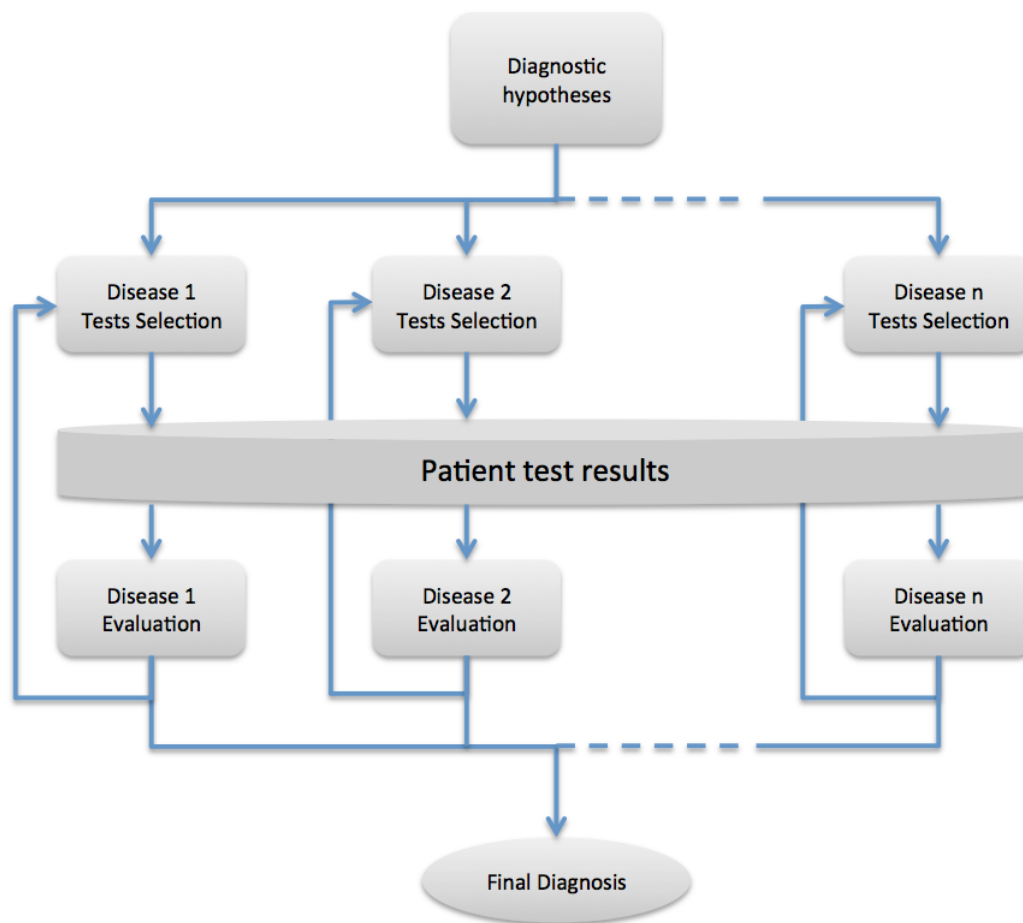 Diagnostic
hypotheses
Disease 1
Tests Selection
Disease 2
Tests Selection
Disease n
Tests Selection
Patient test results
Disease 1
Evaluation
Disease 2
Evaluation
Disease n
Evaluation
Final Diagnosis